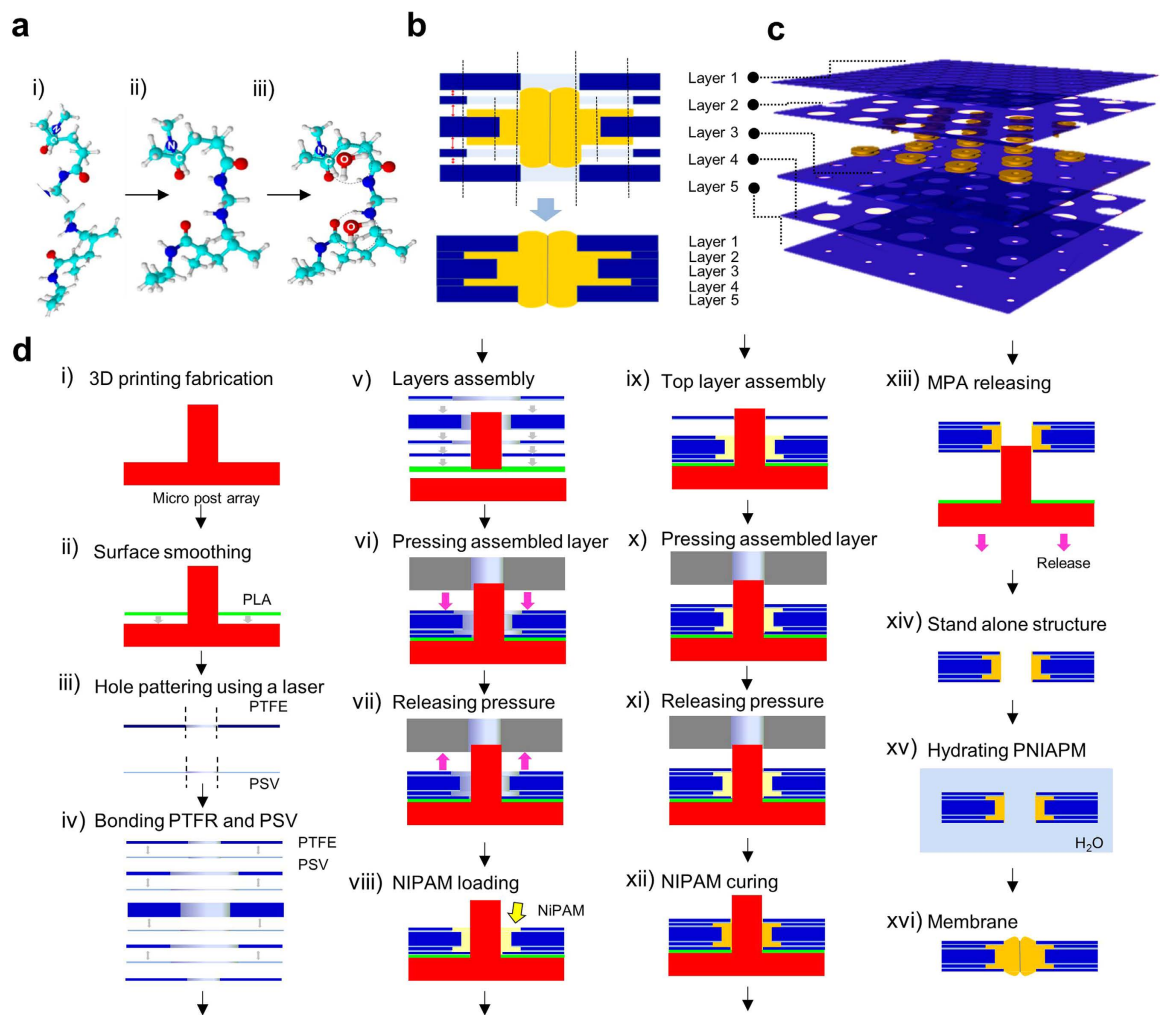 a
i)
ii)
iii)
N
C
N
C
N
C
O
O
b
Layer 1
Layer 2
Layer 3
Layer 4
Layer 5
Layer 1
Layer 2
Layer 3
Layer 4
Layer 5
c
d
i)
3D printing fabrication
Micro post array
ii)
Surface smoothing
PLA
iii)
Hole pattering using a laser
PTFE
PSV
iv)
Bonding PTFR and PSV
PTFE
PSV
v)
Layers assembly
vi)
Pressing assembled layer
vii)
Releasing pressure
viii)
NIPAM loading
NiPAM
ix)
Top layer assembly
x)
Pressing assembled layer
xi)
Releasing pressure
xii)
NIPAM curing
xiii)
MPA releasing
Release
xiv)
Stand alone structure
xv)
Hydrating PNIAPM
H₂O
xvi)
Membrane